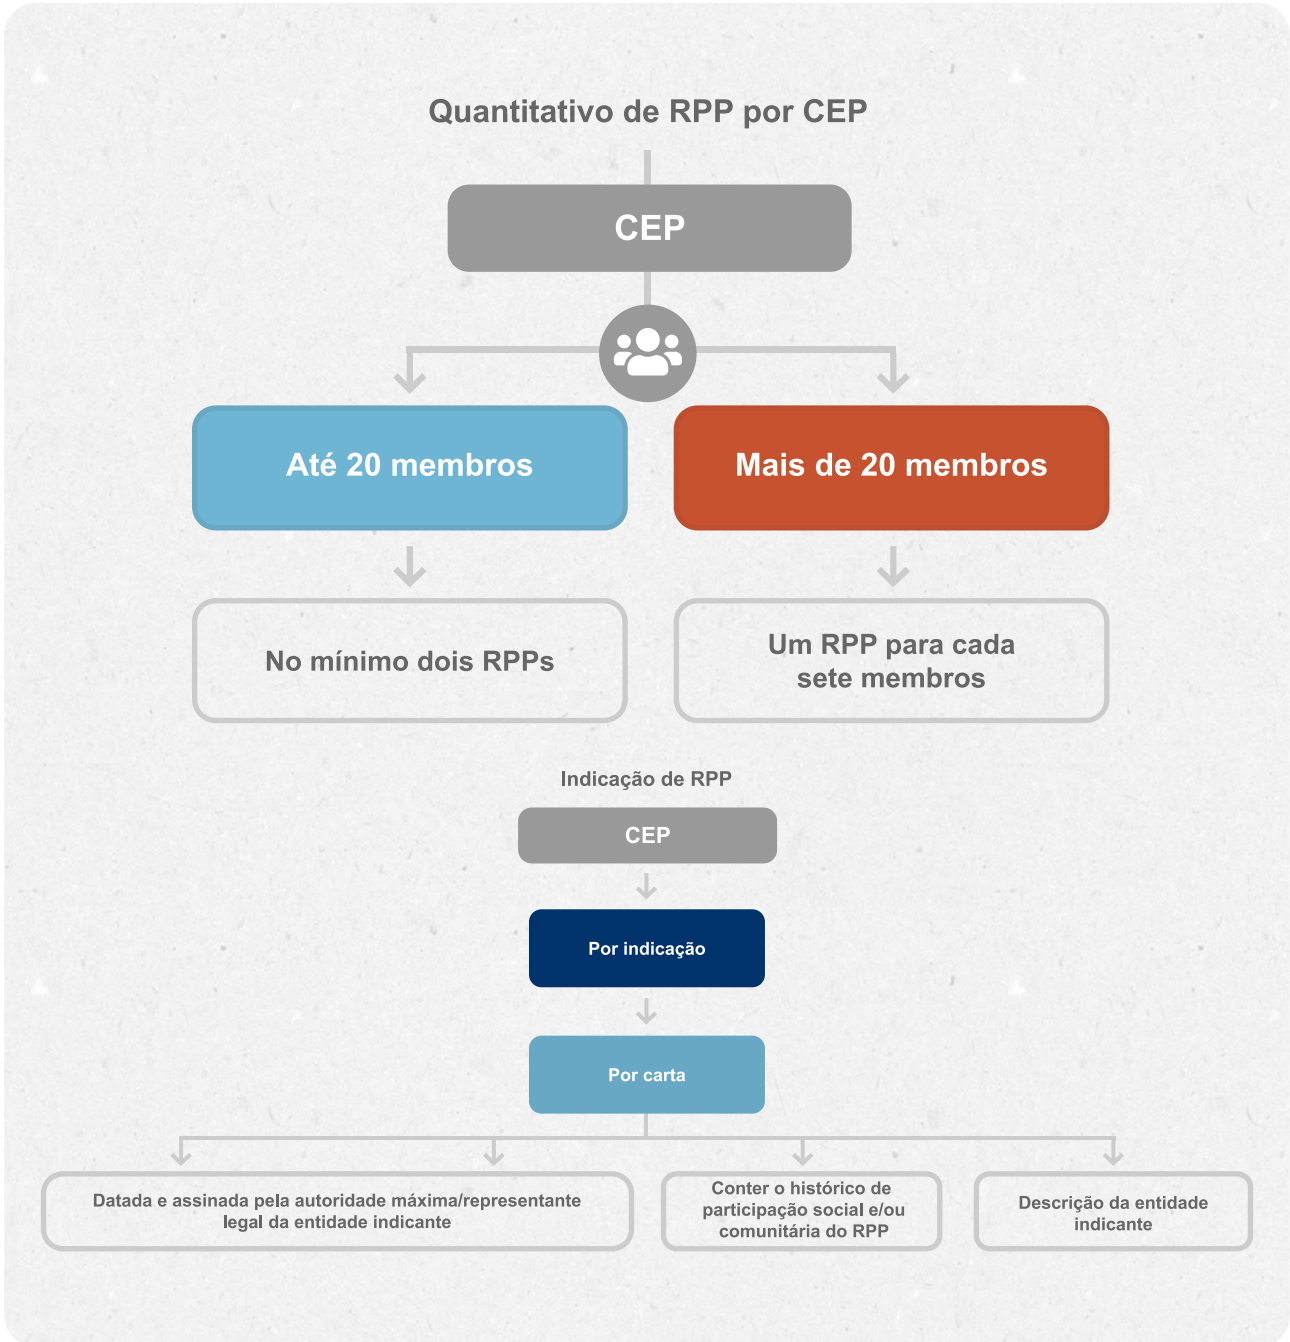 Quantitativo de RPP por CEP
CEP
Até 20 membros
Mais de 20 membros
No mínimo dois RPPs
Um RPP para cada
sete membros
Indicação de RPP
CEP
Por indicação
Por carta
Datada e assinada pela autoridade máxima/representante
legal da entidade indicante
Conter o histórico de
participação social e/ou
comunitária do RPP
Descrição da entidade
indicante